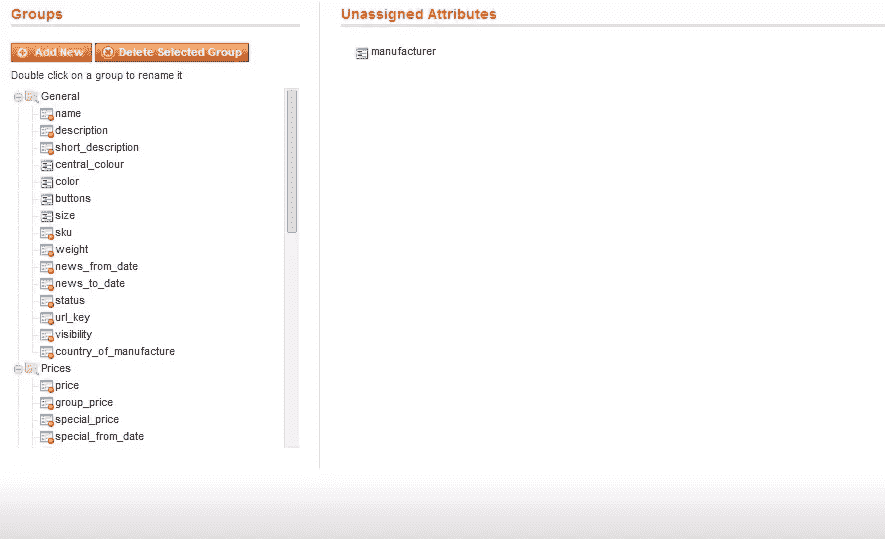 Groups
Add New
Delete Selected Group
Double click on a group to rename it
General
name
description
short_description
central_colour
color
buttons
size
sku
weight
news_from_date
news_to_date
status
url_key
visibility
country_of_manufacture
Prices
price
group_price
special_price
special_from_date
Unassigned Attributes
manufacturer